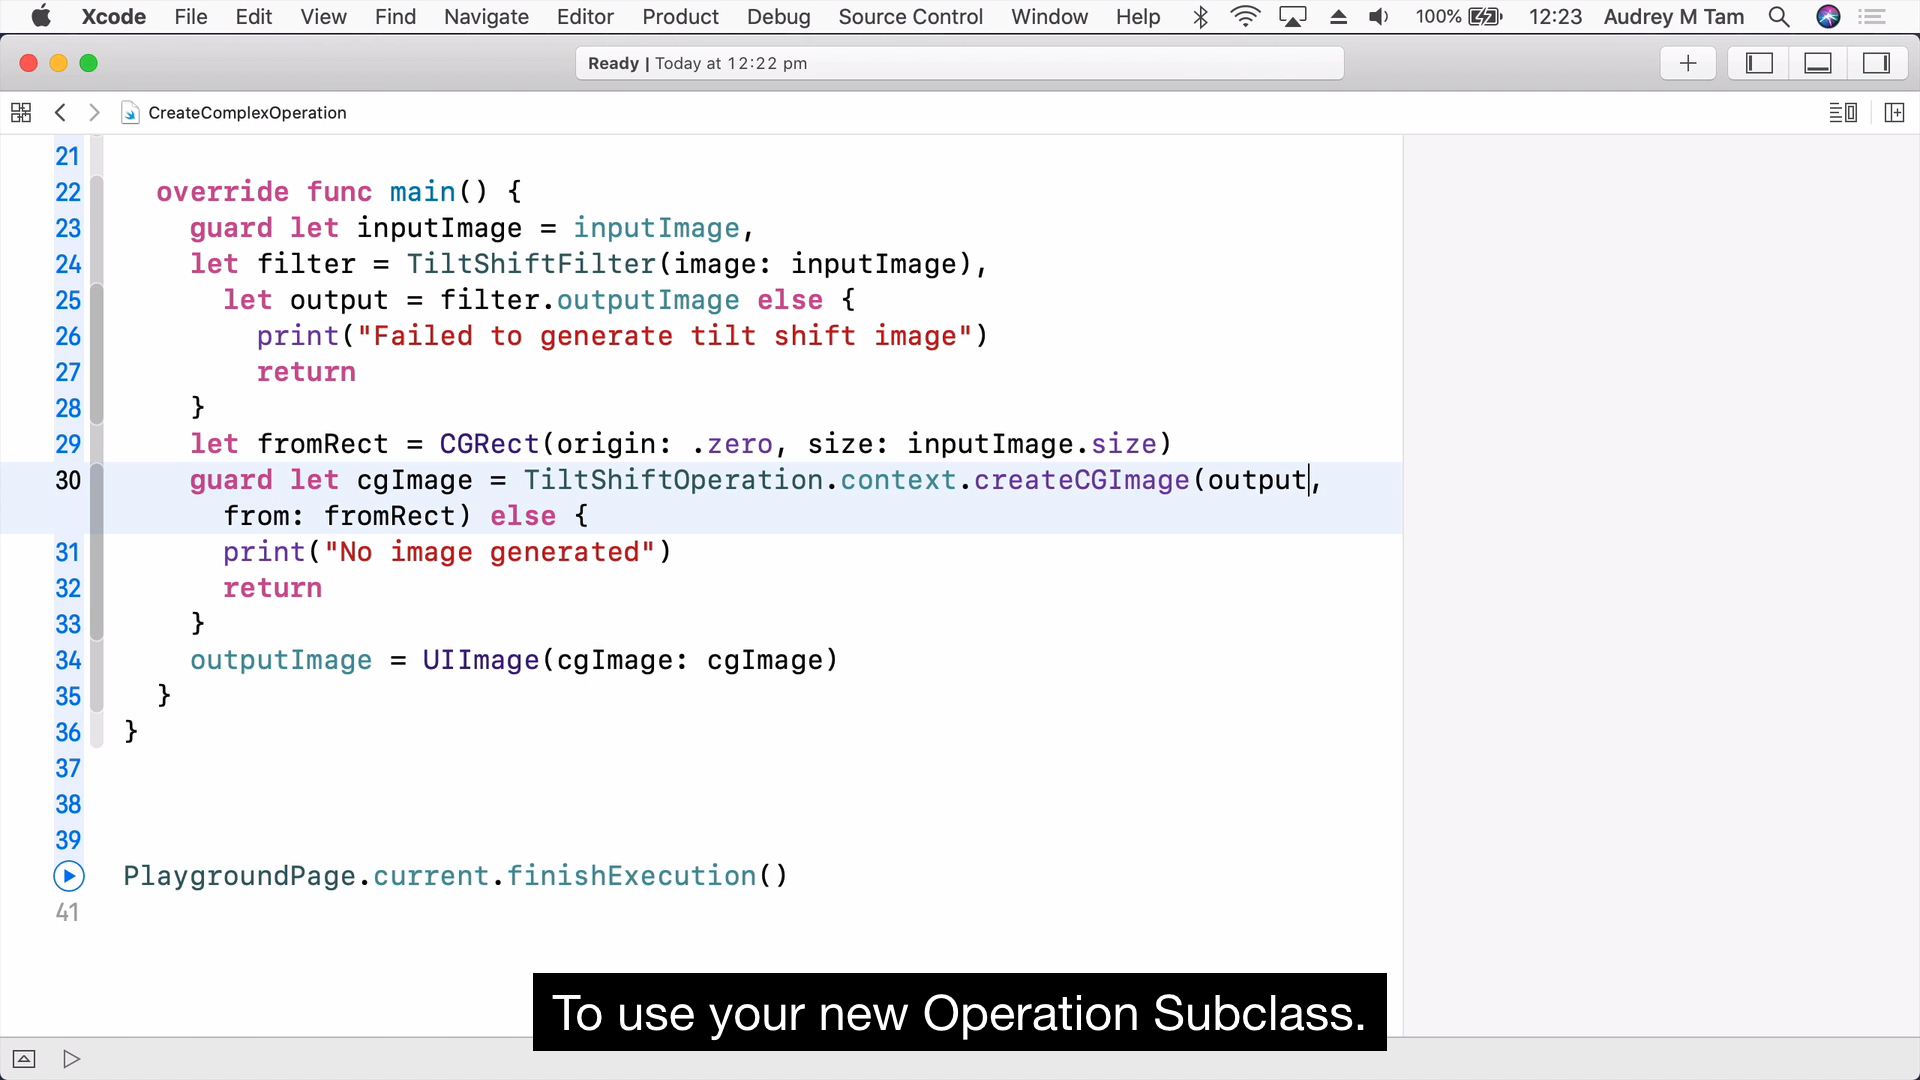 Xcode File Edit View Find Navigate Editor Product Debug Source Control Window Help 100% 12:23 Audrey M Tam
Ready | Today at 12:22 pm
CreateComplexOperation
21
22 override func main() {
23 guard let inputImage = inputImage,
24 let filter = TiltShiftFilter(image: inputImage),
25 let output = filter.outputImage else {
26 print("Failed to generate tilt shift image")
27 return
28 }
29 let fromRect = CGRect(origin: .zero, size: inputImage.size)
30 guard let cgImage = TiltShiftOperation.context.createCGImage(output,
from: fromRect) else {
31 print("No image generated")
32 return
33 }
34 outputImage = UIImage(cgImage: cgImage)
35 }
36 }
37
38
39
PlaygroundPage.current.finishExecution()
41
To use your new Operation Subclass.